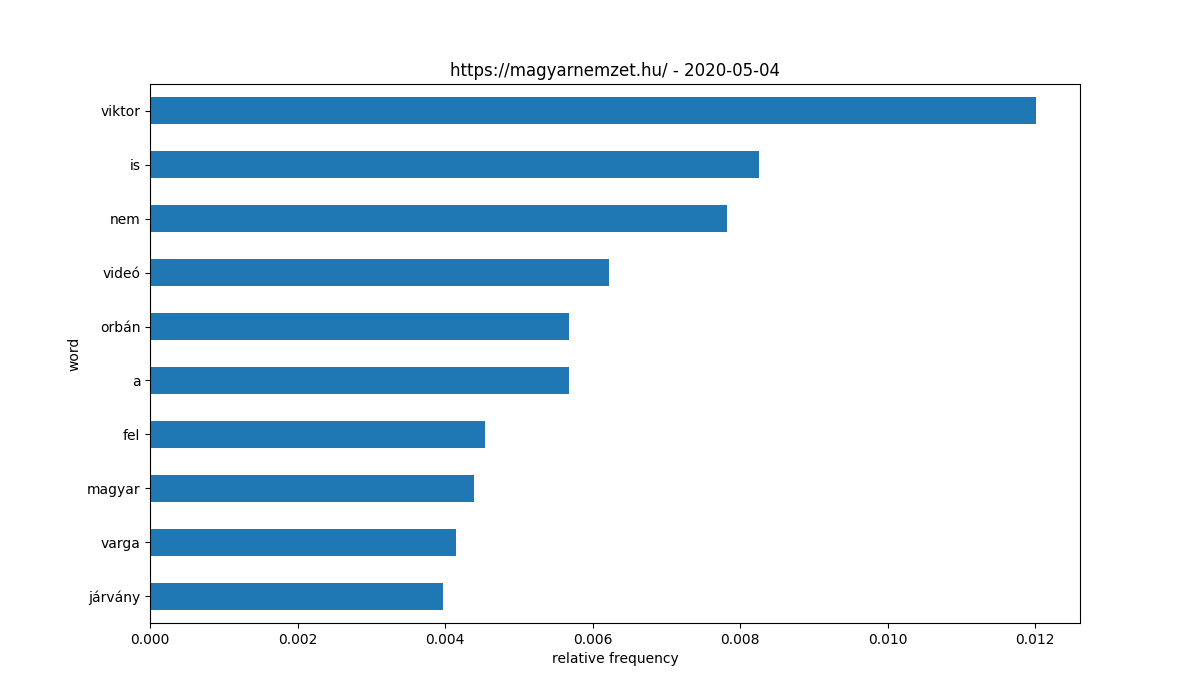 https://magyarnemzet.hu/ - 2020-05-04
viktor
is
nem
videó
orbán
a
fel
magyar
varga
járvány
word
0.000 0.002 0.004 0.006 0.008 0.010 0.012
relative frequency